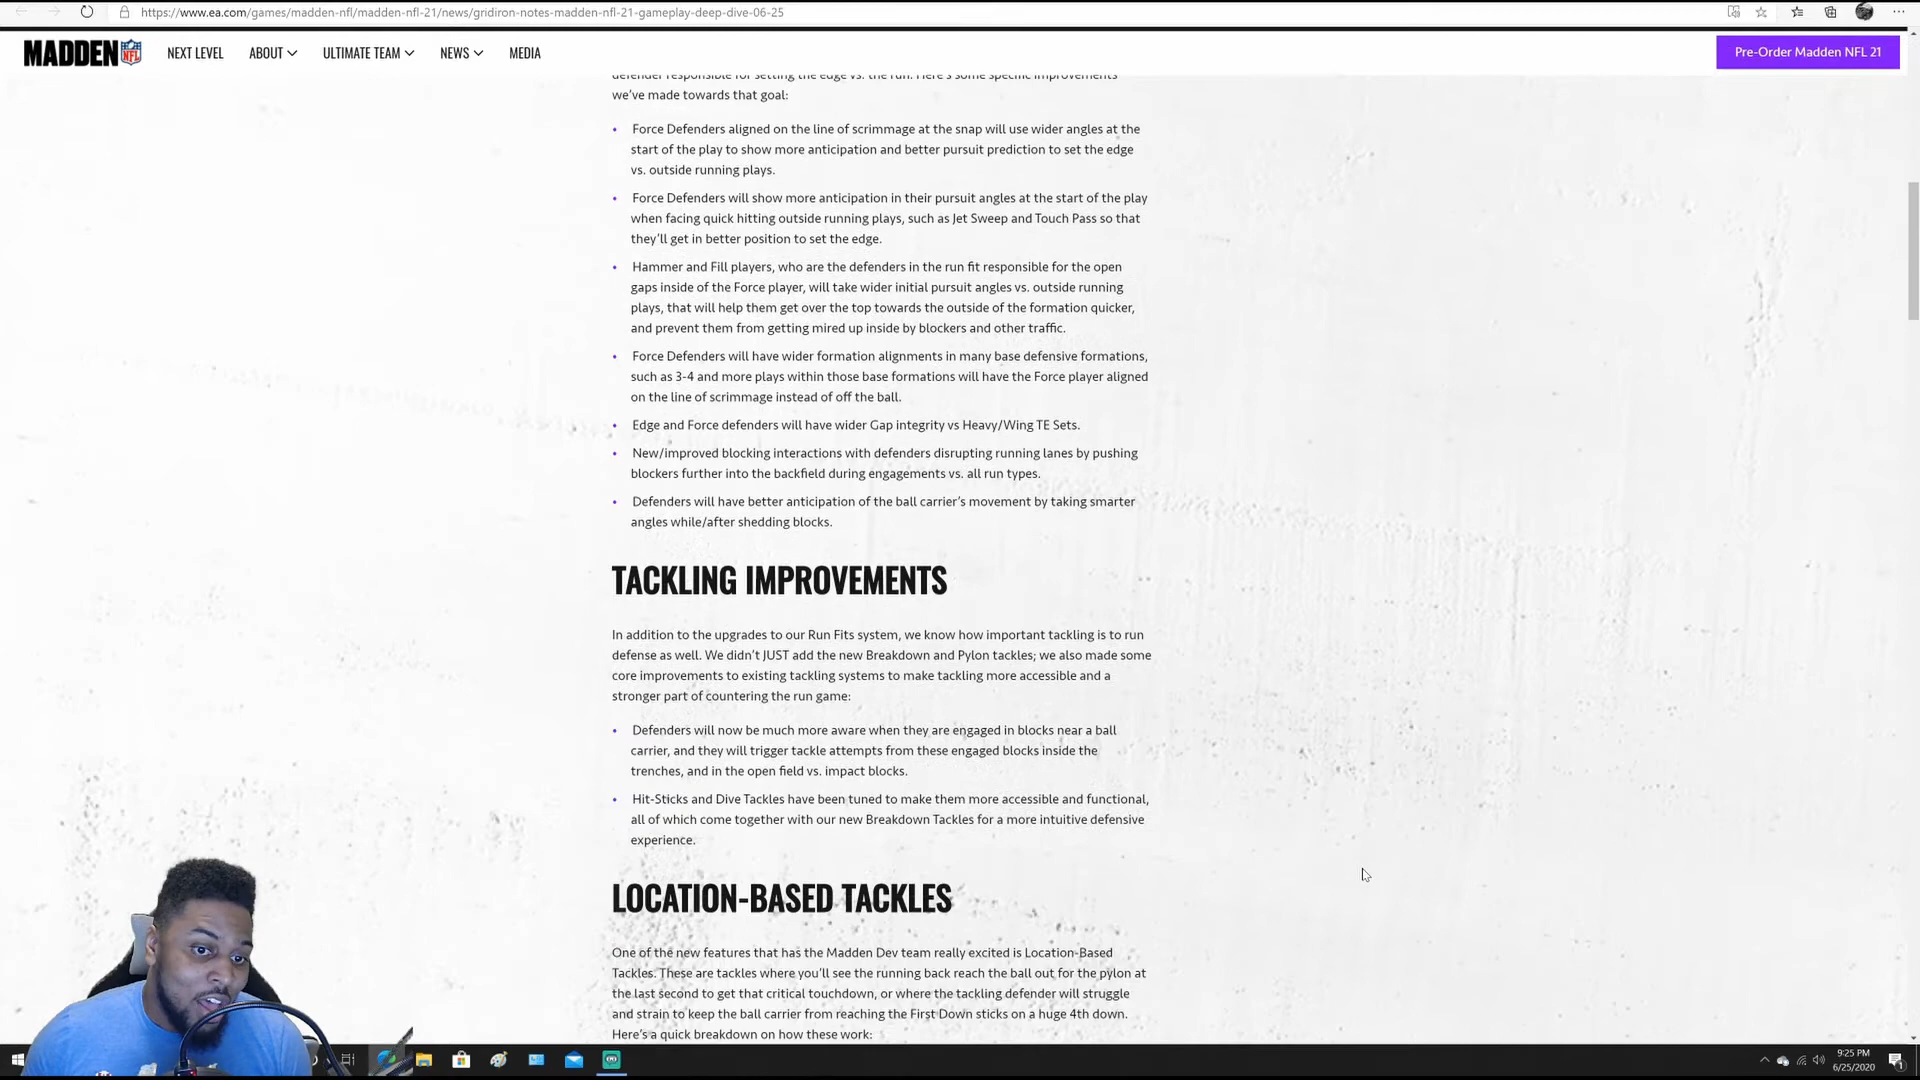 https://www.ea.com/games/madden-nfl/madden-nfl-21/news/gridiron-notes-madden-nfl-21-gameplay-deep-dive-06-25
MADDEN NFL
NEXT LEVEL
ABOUT
ULTIMATE TEAM
NEWS
MEDIA
Pre-Order Madden NFL 21
defender responsible for setting the edge vs. the run. Here's some specific improvements
we've made towards that goal:
• Force Defenders aligned on the line of scrimmage at the snap will use wider angles at the
start of the play to show more anticipation and better pursuit prediction to set the edge
vs. outside running plays.
• Force Defenders will show more anticipation in their pursuit angles at the start of the play
when facing quick hitting outside running plays, such as Jet Sweep and Touch Pass so that
they'll get in better position to set the edge.
• Hammer and Fill players, who are the defenders in the run fit responsible for the open
gaps inside of the Force player, will take wider initial pursuit angles vs. outside running
plays, that will help them get over the top towards the outside of the formation quicker,
and prevent them from getting mired up inside by blockers and other traffic.
• Force Defenders will have wider formation alignments in many base defensive formations,
such as 3-4 and more plays within those base formations will have the Force player aligned
on the line of scrimmage instead of off the ball.
• Edge and Force defenders will have wider Gap integrity vs Heavy/Wing TE Sets.
• New/improved blocking interactions with defenders disrupting running lanes by pushing
blockers further into the backfield during engagements vs. all run types.
• Defenders will have better anticipation of the ball carrier's movement by taking smarter
angles while/after shedding blocks.
TACKLING IMPROVEMENTS
In addition to the upgrades to our Run Fits system, we know how important tackling is to run
defense as well. We didn't JUST add the new Breakdown and Pylon tackles; we also made some
core improvements to existing tackling systems to make tackling more accessible and a
stronger part of countering the run game:
• Defenders will now be much more aware when they are engaged in blocks near a ball
carrier, and they will trigger tackle attempts from these engaged blocks inside the
trenches, and in the open field vs. impact blocks.
• Hit-Sticks and Dive Tackles have been tuned to make them more accessible and functional,
all of which come together with our new Breakdown Tackles for a more intuitive defensive
experience.
LOCATION-BASED TACKLES
One of the new features that has the Madden Dev team really excited is Location-Based
Tackles. These are tackles where you'll see the running back reach the ball out for the pylon at
the last second to get that critical touchdown, or where the tackling defender will struggle
and strain to keep the ball carrier from reaching the First Down sticks on a huge 4th down.
Here's a quick breakdown on how these work:
9:25 PM
6/25/2020